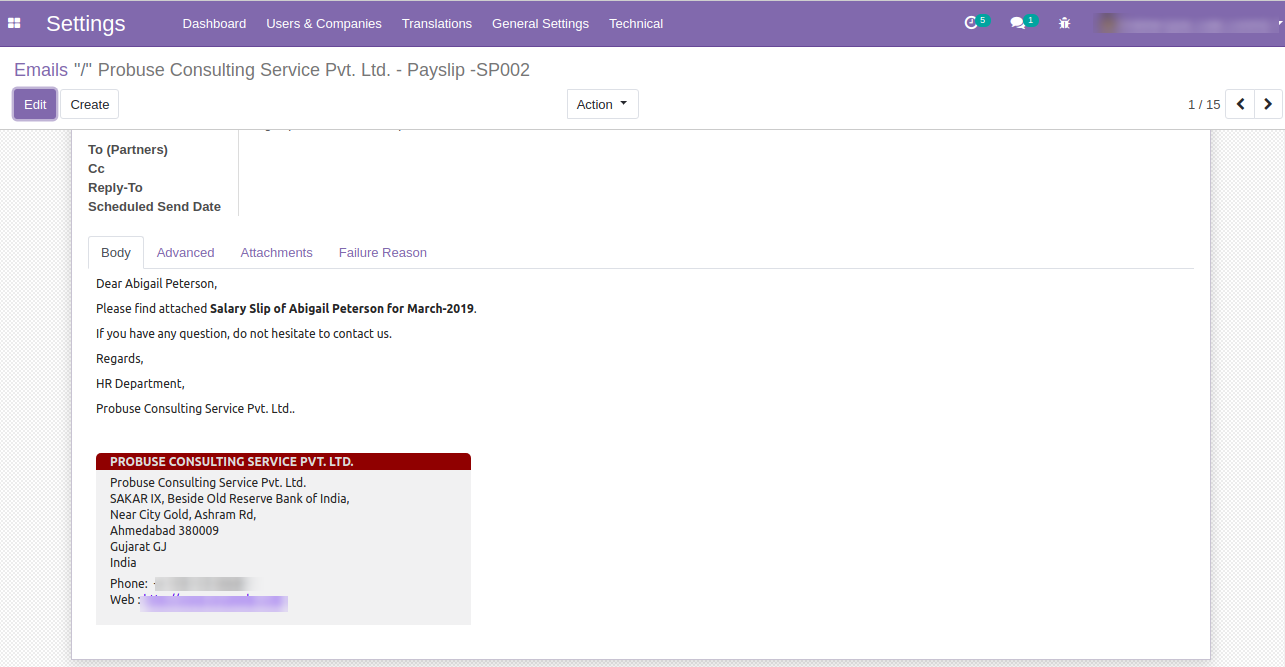 Settings
Dashboard Users & Companies Translations General Settings Technical
5 1
Emails "/" Probuse Consulting Service Pvt. Ltd. - Payslip -SP002
Edit Create Action 1 / 15
To (Partners)
Cc
Reply-To
Scheduled Send Date
Body Advanced Attachments Failure Reason
Dear Abigail Peterson,
Please find attached Salary Slip of Abigail Peterson for March-2019.
If you have any question, do not hesitate to contact us.
Regards,
HR Department,
Probuse Consulting Service Pvt. Ltd..
PROBUSE CONSULTING SERVICE PVT. LTD.
Probuse Consulting Service Pvt. Ltd.
SAKAR IX, Beside Old Reserve Bank of India,
Near City Gold, Ashram Rd,
Ahmedabad 380009
Gujarat GJ
India
Phone:
Web :